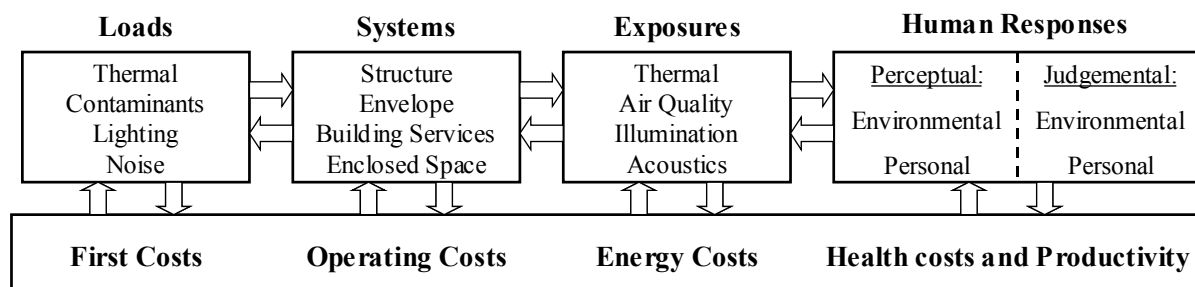 Loads
Thermal
Contaminants
Lighting
Noise
Systems
Structure
Envelope
Building Services
Enclosed Space
Exposures
Thermal
Air Quality
Illumination
Acoustics
Human Responses
Perceptual:
Environmental
Personal
Judgemental:
Environmental
Personal
First Costs
Operating Costs
Energy Costs
Health costs and Productivity